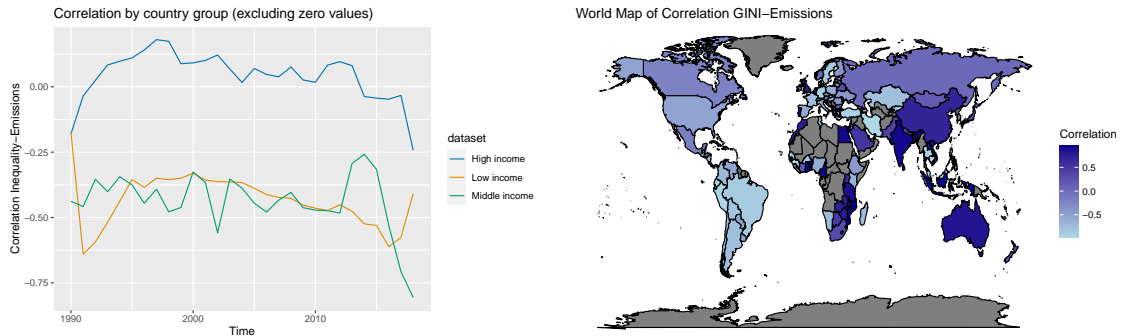 Correlation by country group (excluding zero values)
Correlation Inequality−Emissions
0.00
−0.25
−0.50
−0.75
1990
2000
2010
Time
dataset
High income
Low income
Middle income
World Map of Correlation GINI−Emissions
Correlation
0.5
0.0
−0.5